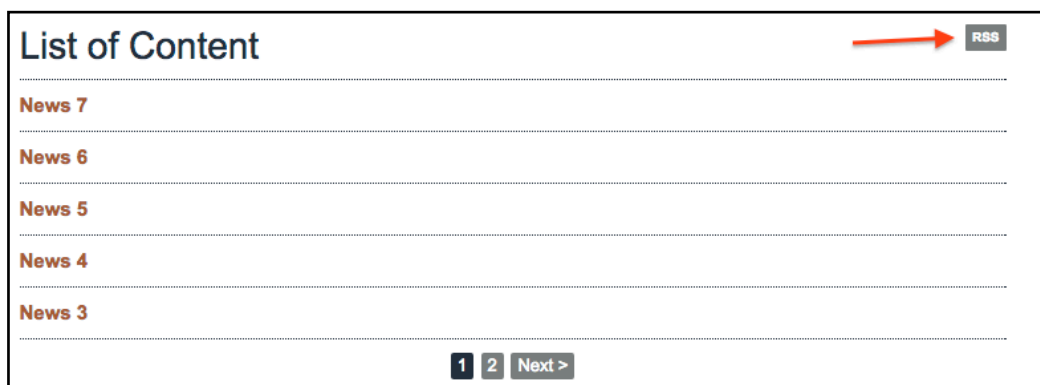 List of Content
RSS
News 7
News 6
News 5
News 4
News 3
1 2 Next >